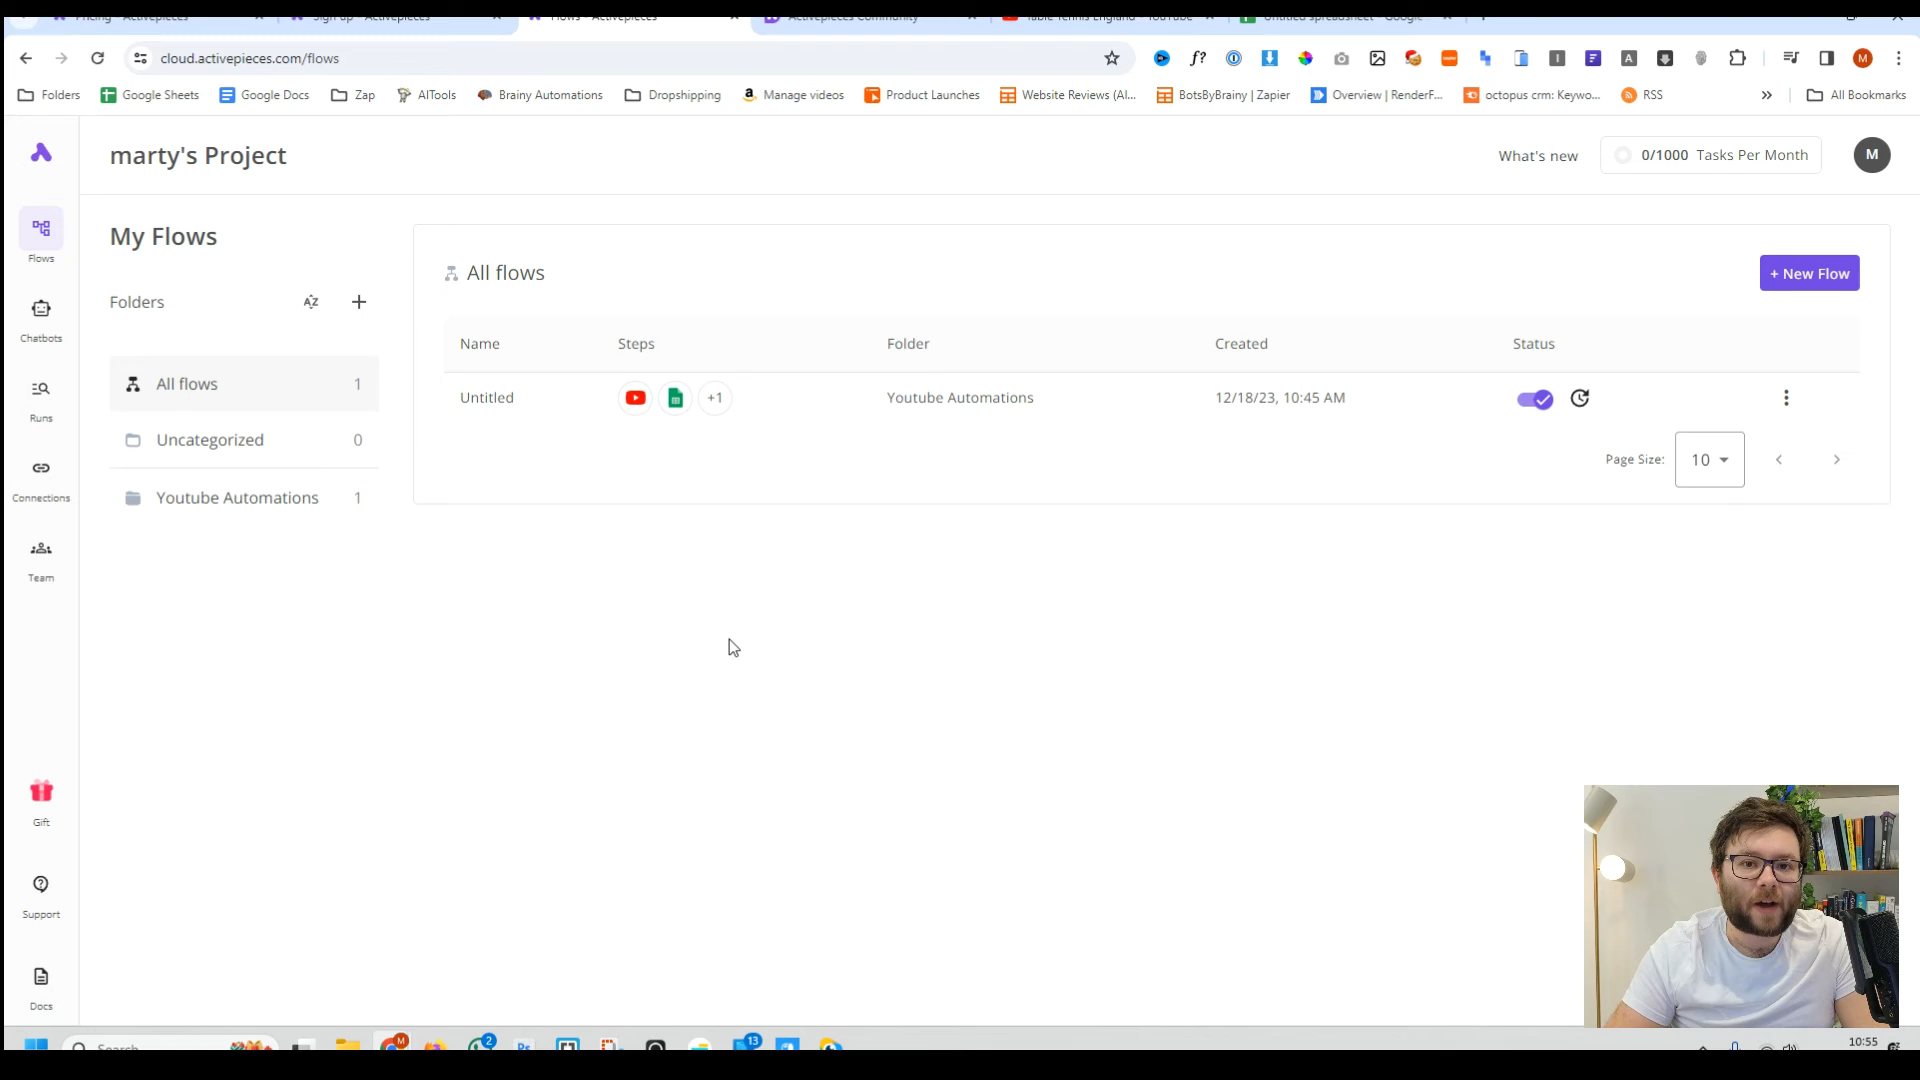 cloud.activepieces.com/flows
Folders
Google Sheets
Google Docs
Zap
AITools
Brainy Automations
Dropshipping
Manage videos
Product Launches
Website Reviews (AI...
BotsByBrainy | Zapier
Overview | RenderF...
octopus crm: Keywo...
RSS
All Bookmarks
marty's Project
What's new
0/1000 Tasks Per Month
M
Flows
Chatbots
Runs
Connections
Team
Gift
Support
Docs
My Flows
Folders
All flows 1
Uncategorized 0
Youtube Automations 1
All flows
+ New Flow
Name Steps Folder Created Status
Untitled +1 Youtube Automations 12/18/23, 10:45 AM
Page Size: 10
2
13
10:55